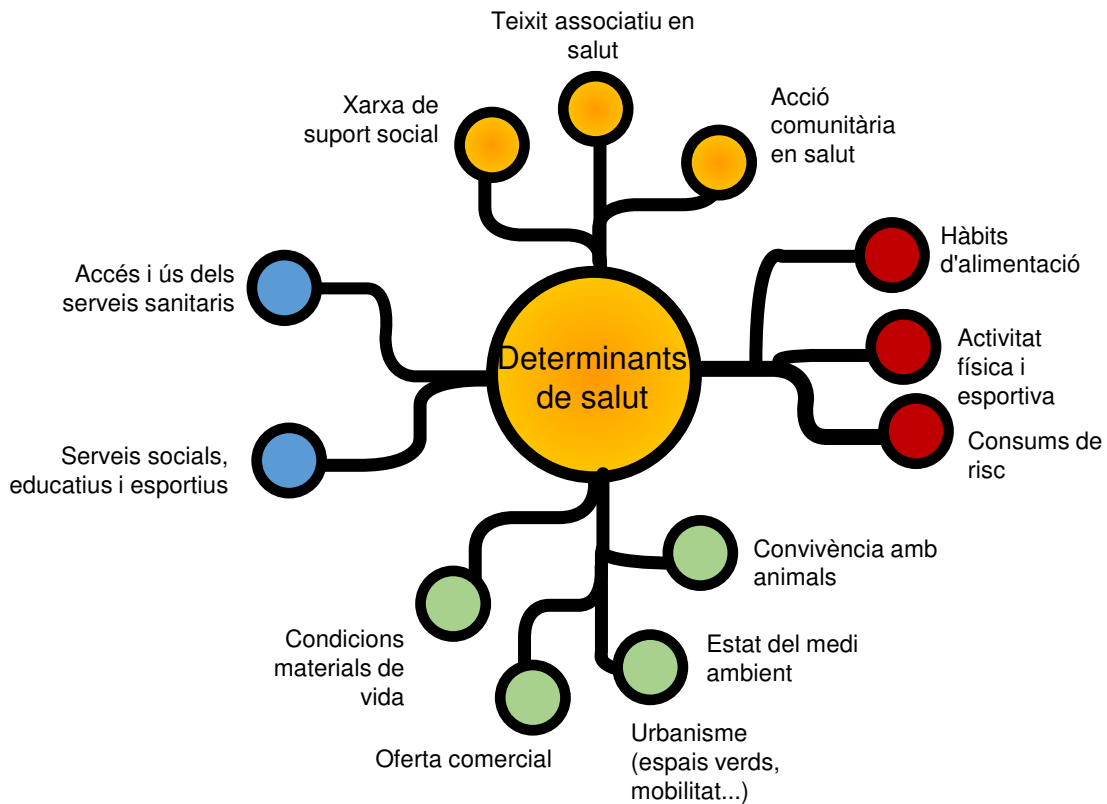 Teixit associatiu en
salut
Xarxa de
suport social
Acció
comunitària
en salut
Hàbits
d'alimentació
Accés i ús dels
serveis sanitaris
Activitat
física i
esportiva
Determinants
de salut
Consums de
risc
Serveis socials,
educatius i esportius
Convivència amb
animals
Condicions
materials de
vida
Estat del medi
ambient
Oferta comercial
Urbanisme
(espais verds,
mobilitat...)